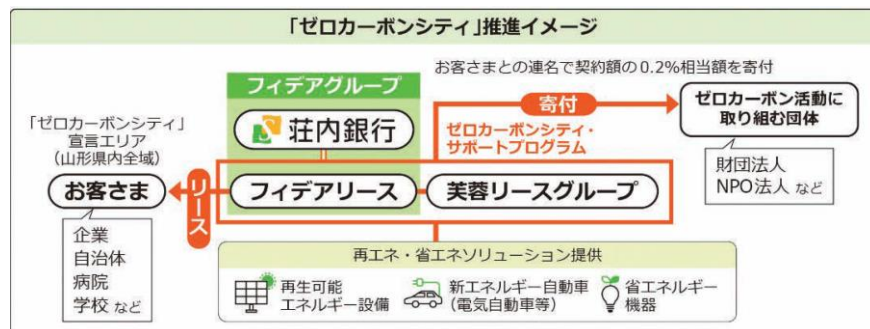 「ゼロカーボンシティ」推進イメージ
お客さまとの連名で契約額の0.2%相当額を寄付
フィデアグループ
寄付
ゼロカーボン活動に
取り組む団体
荘内銀行
ゼロカーボンシティ・
サポートプログラム
「ゼロカーボンシティ」
宣言エリア
(山形県内全域)
財団法人
NPO法人 など
お客さま
リース
フィデアリース
芙蓉リースグループ
企業
自治体
病院
学校 など
再エネ・省エネソリューション提供
再生可能
エネルギー設備
新エネルギー自動車
(電気自動車等)
省エネルギー
機器